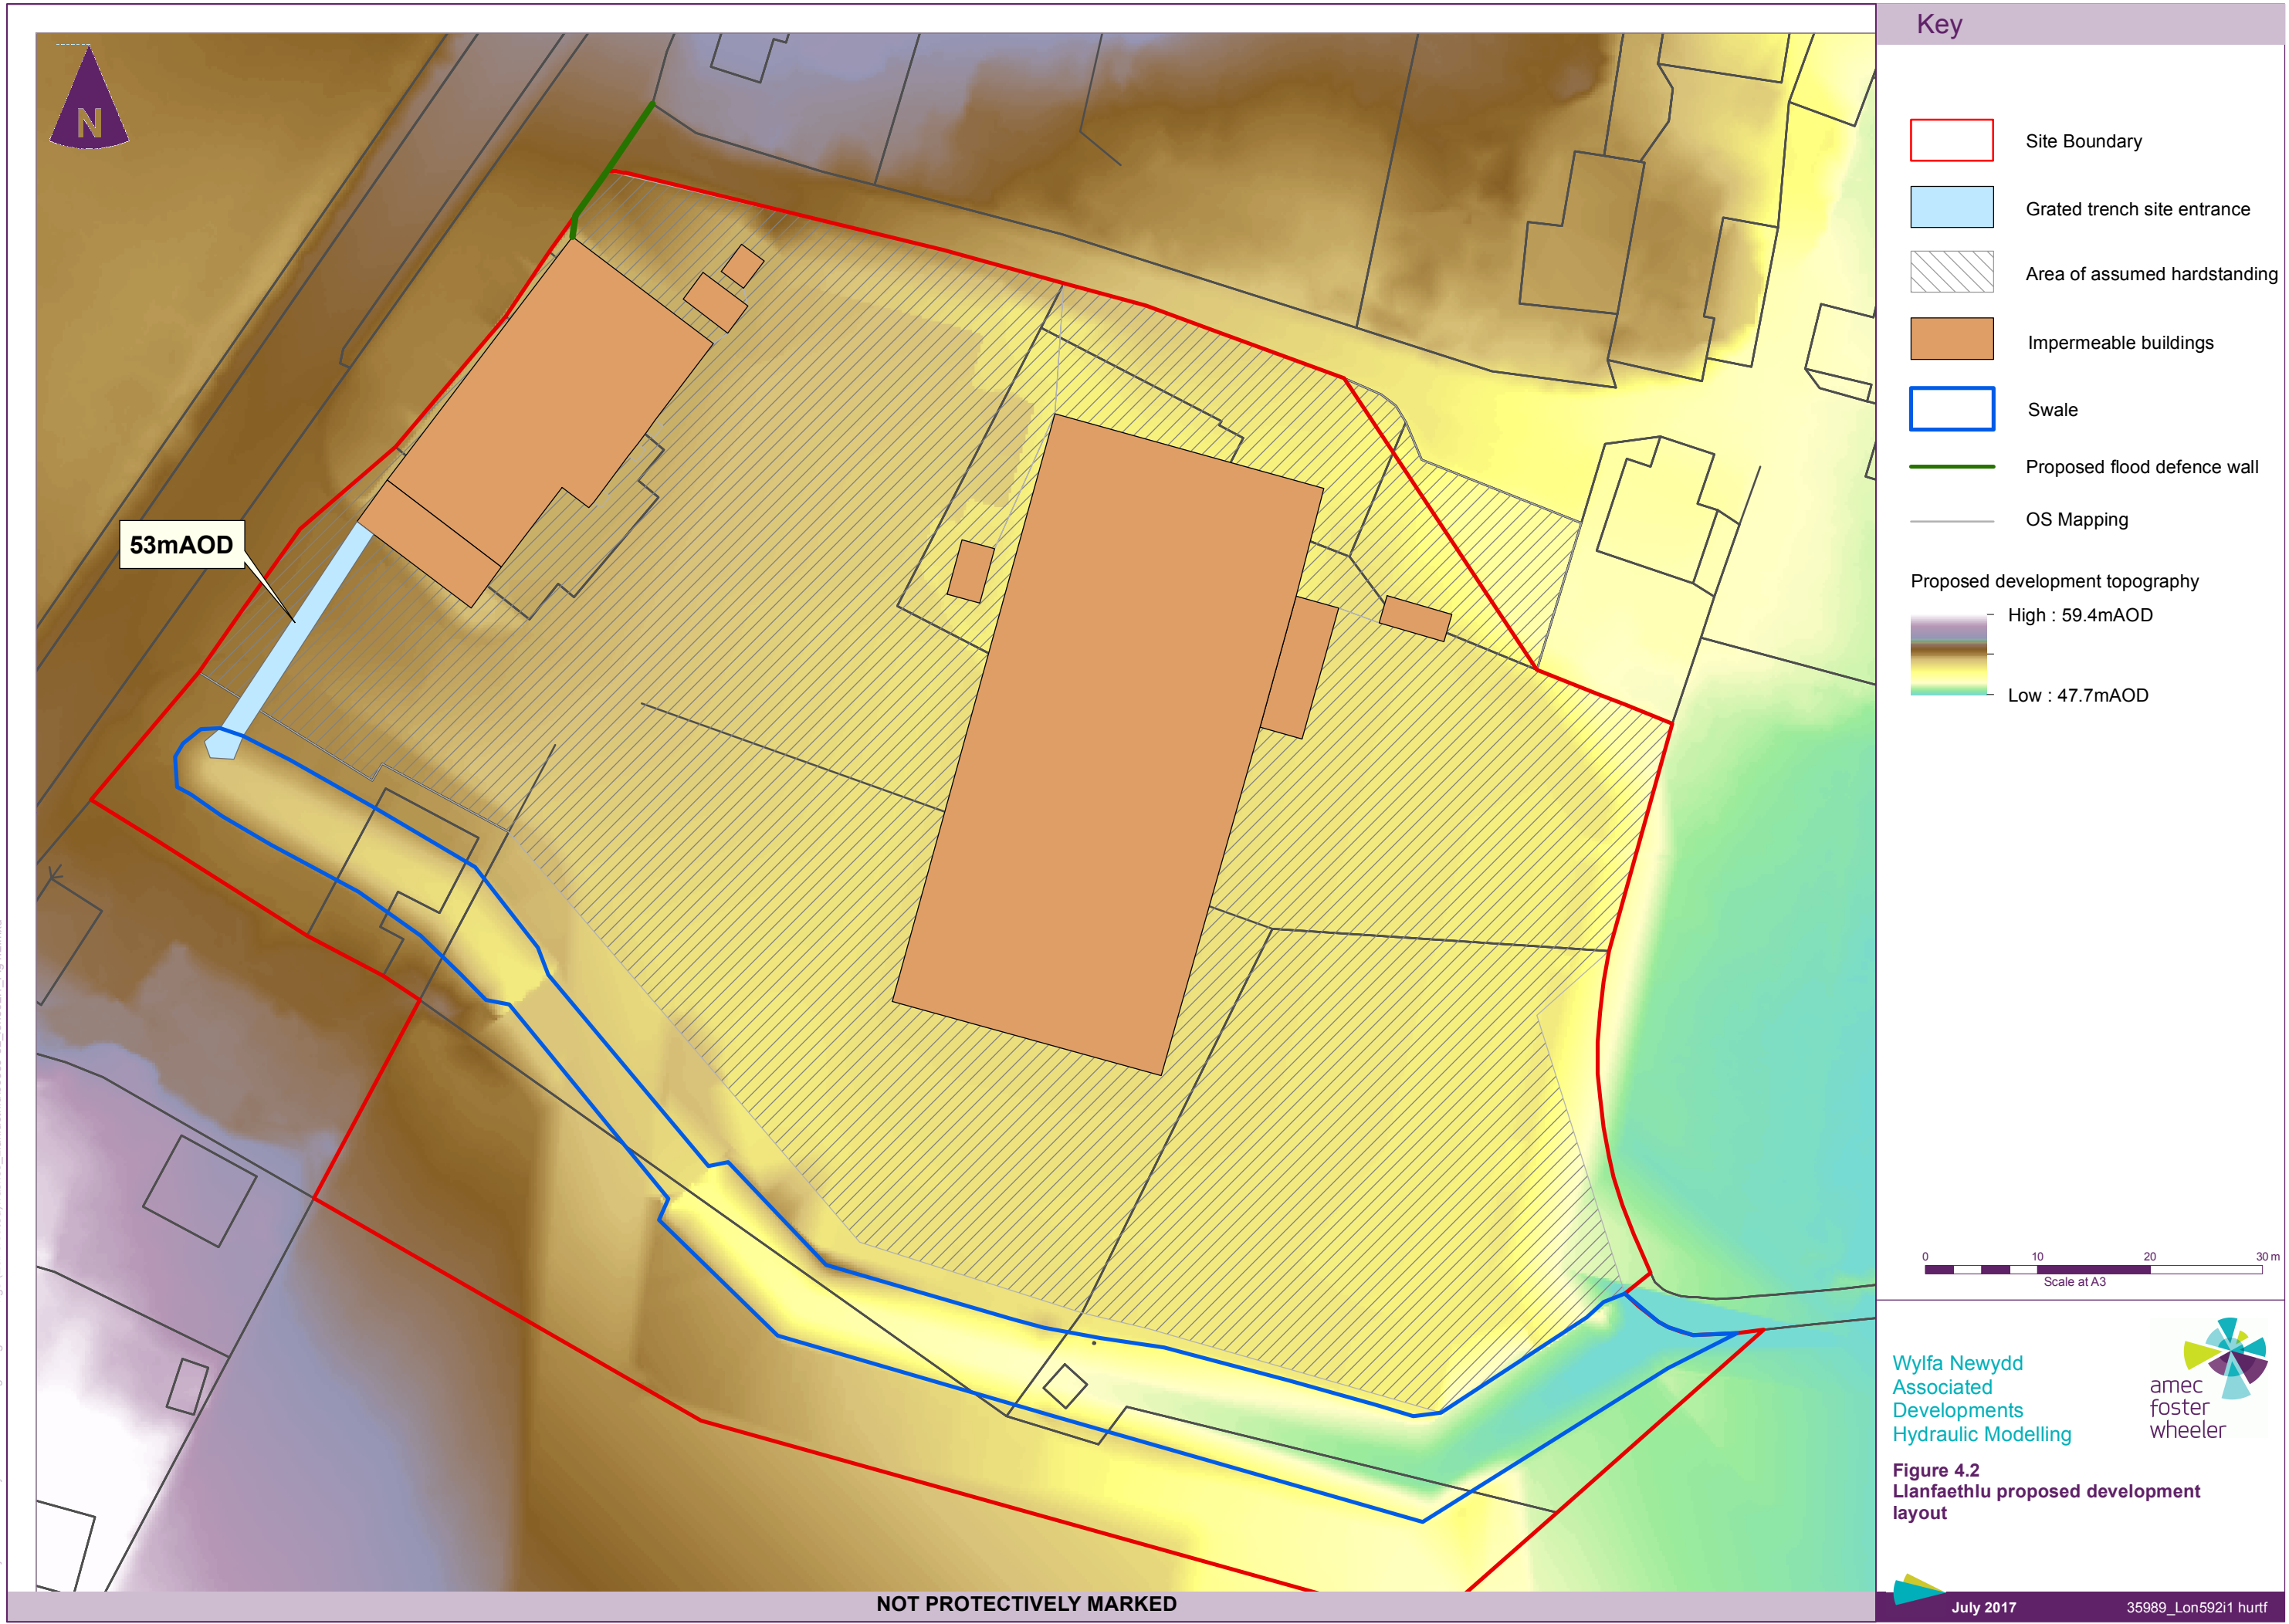 N
53mAOD
Key
Site Boundary
Grated trench site entrance
Area of assumed hardstanding
Impermeable buildings
Swale
Proposed flood defence wall
OS Mapping
Proposed development topography
High : 59.4mAOD
Low : 47.7mAOD
0 10 20 30 m
Scale at A3
Wylfa Newydd
Associated
Developments
Hydraulic Modelling
amec
foster
wheeler
Figure 4.2
Llanfaethlu proposed development
layout
NOT PROTECTIVELY MARKED
July 2017
35989_Lon592i1 hurtf